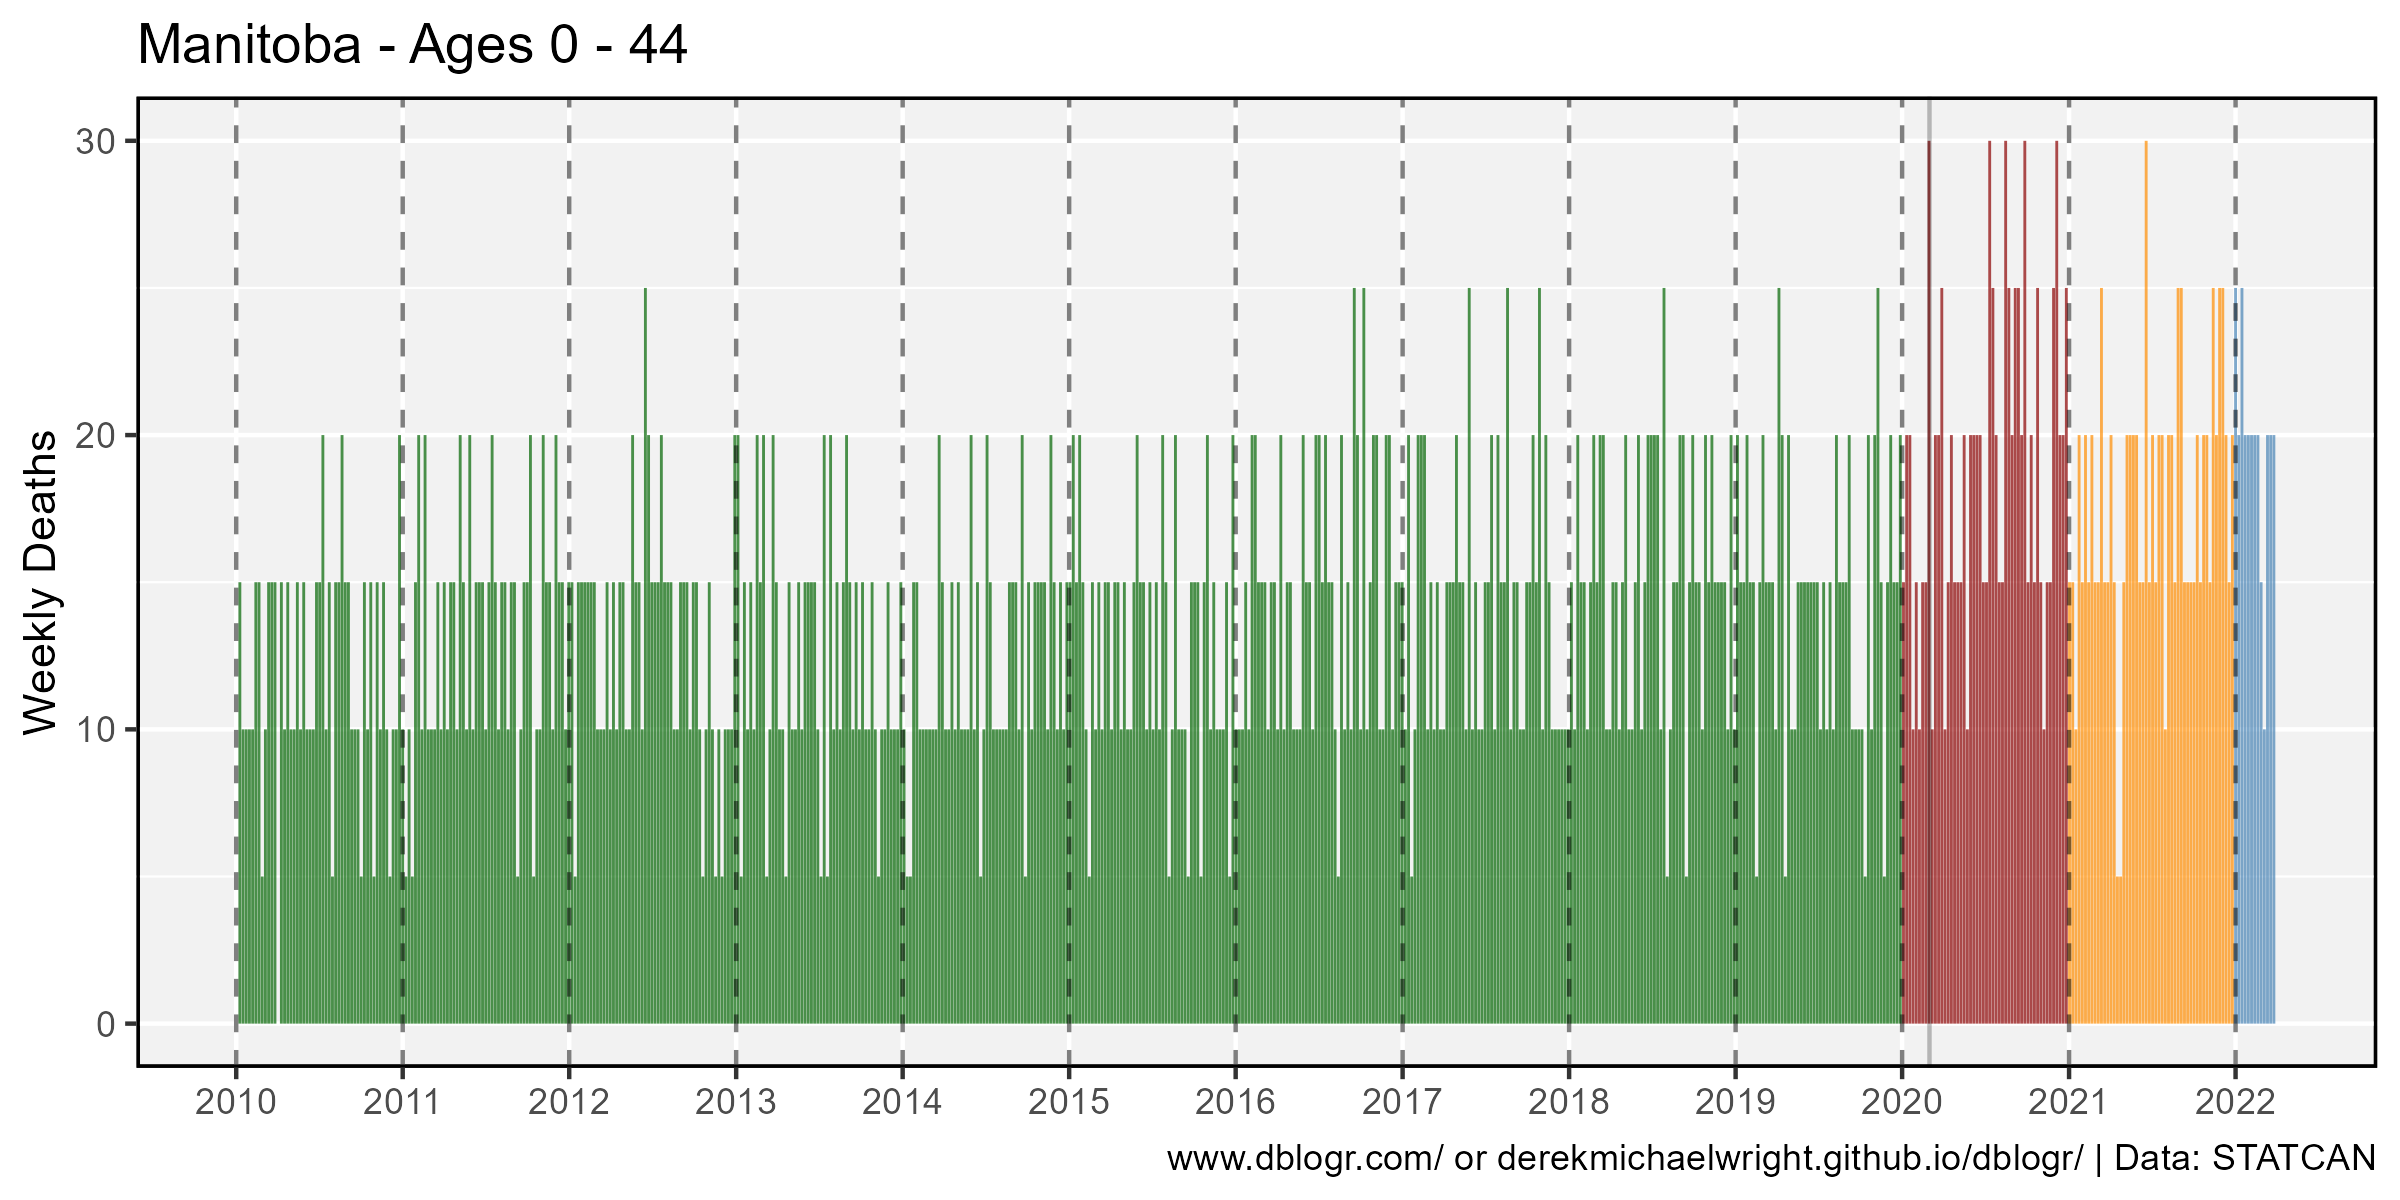 Manitoba - Ages 0 - 44
Weekly Deaths
30
20
10
0
2010 2011 2012 2013 2014 2015 2016 2017 2018 2019 2020 2021 2022
www.dblogr.com/ or derekmichaelwright.github.io/dblogr/ | Data: STATCAN